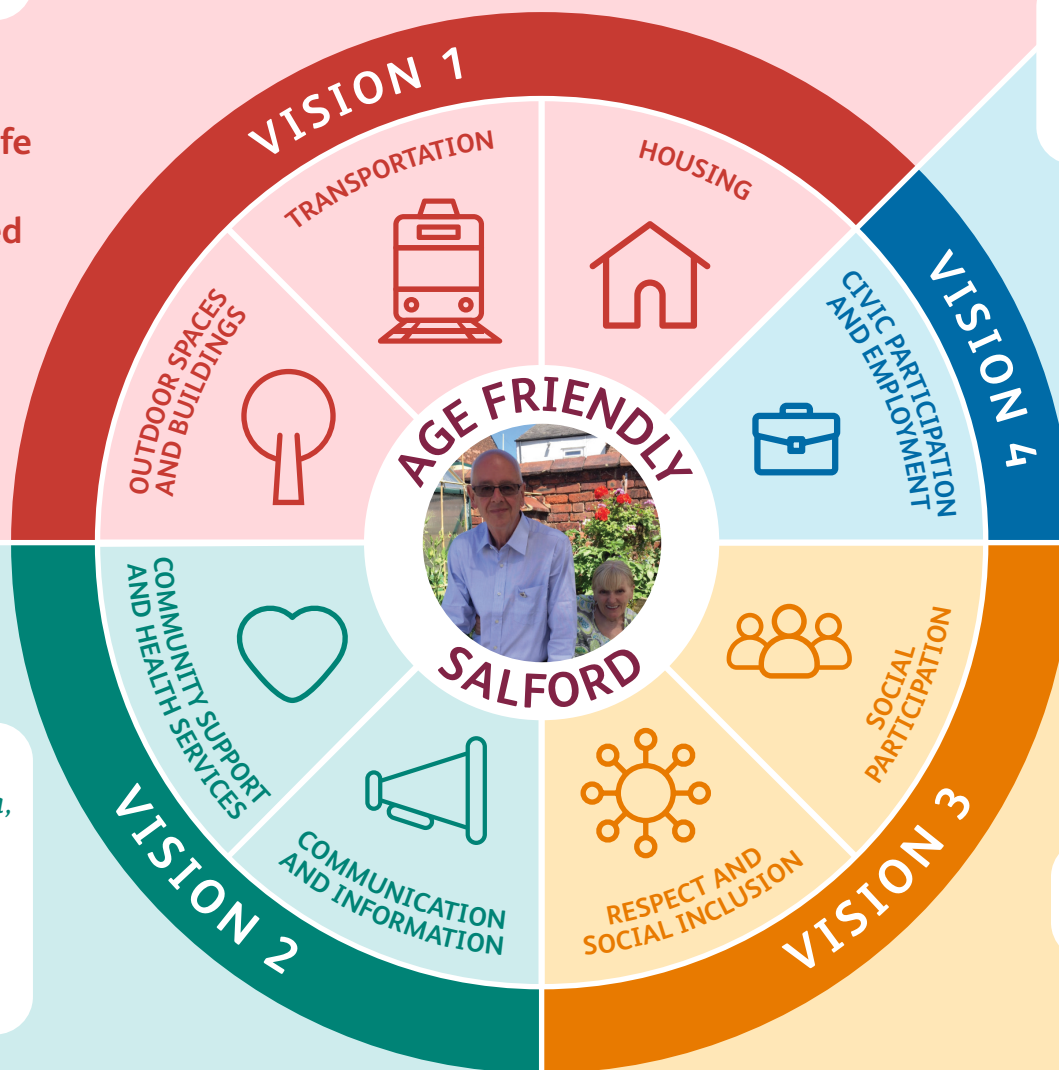 fe
ed
VISION 1
TRANSPORTATION
HOUSING
OUTDOOR SPACES
AND BUILDINGS
VISION 4
CIVIC PARTICIPATION
AND EMPLOYMENT
AGE FRIENDLY
SALFORD
COMMUNITY SUPPORT
AND HEALTH SERVICES
VISION 2
COMMUNICATION
AND INFORMATION
SOCIAL
PARTICIPATION
RESPECT AND
SOCIAL INCLUSION
VISION 3